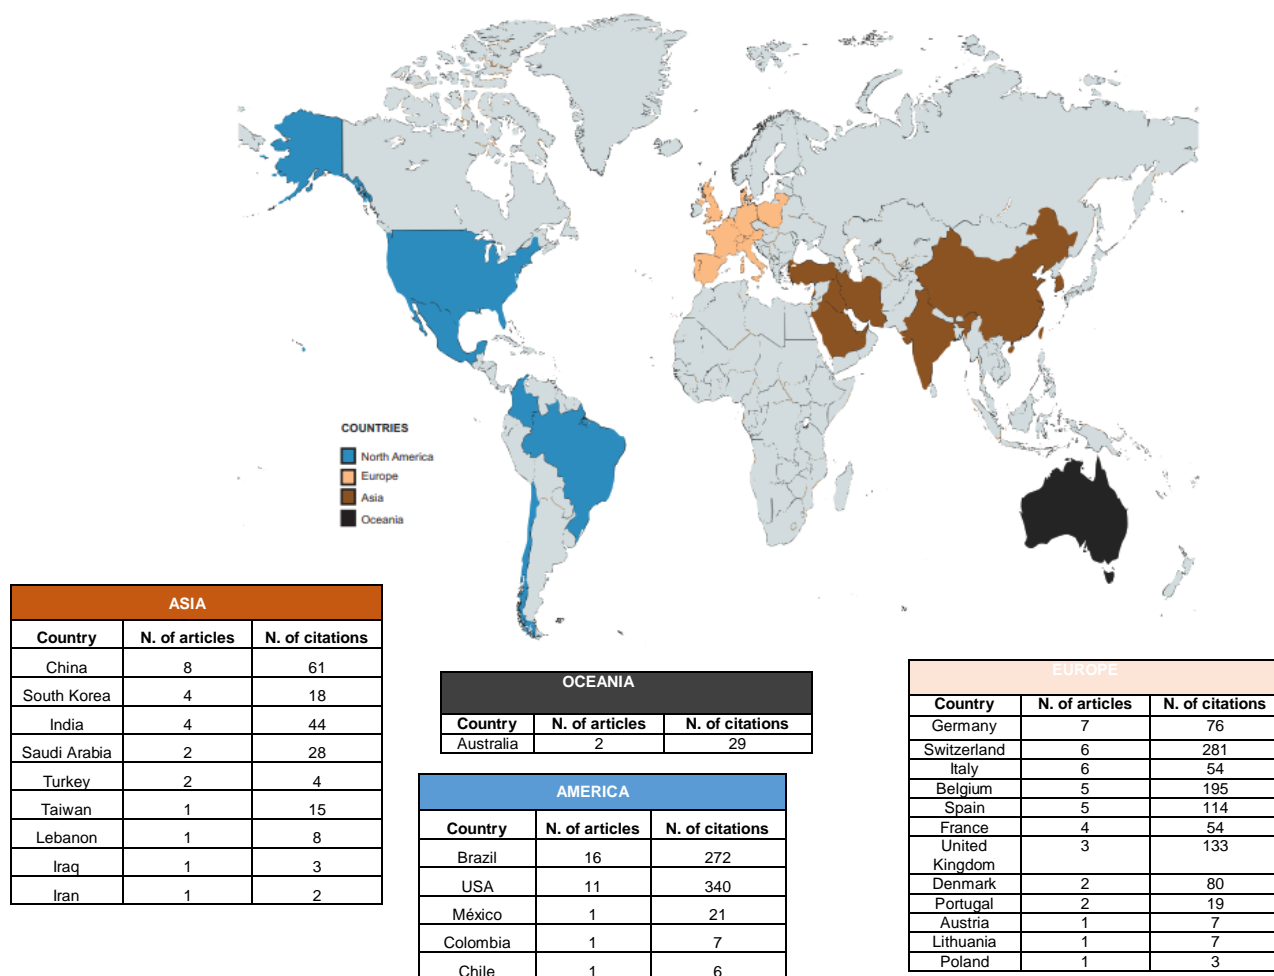 COUNTRIES
North America
Europe
Asia
Oceania
ASIA
Country N. of articles N. of citations
China 8 61
South Korea 4 18
India 4 44
Saudi Arabia 2 28
Turkey 2 4
Taiwan 1 15
Lebanon 1 8
Iraq 1 3
Iran 1 2
OCEANIA
Country N. of articles N. of citations
Australia 2 29
AMERICA
Country N. of articles N. of citations
Brazil 16 272
USA 11 340
México 1 21
Colombia 1 7
Chile 1 6
EUROPE
Country N. of articles N. of citations
Germany 7 76
Switzerland 6 281
Italy 6 54
Belgium 5 195
Spain 5 114
France 4 54
United 3 133
Kingdom
Denmark 2 80
Portugal 2 19
Austria 1 7
Lithuania 1 7
Poland 1 3